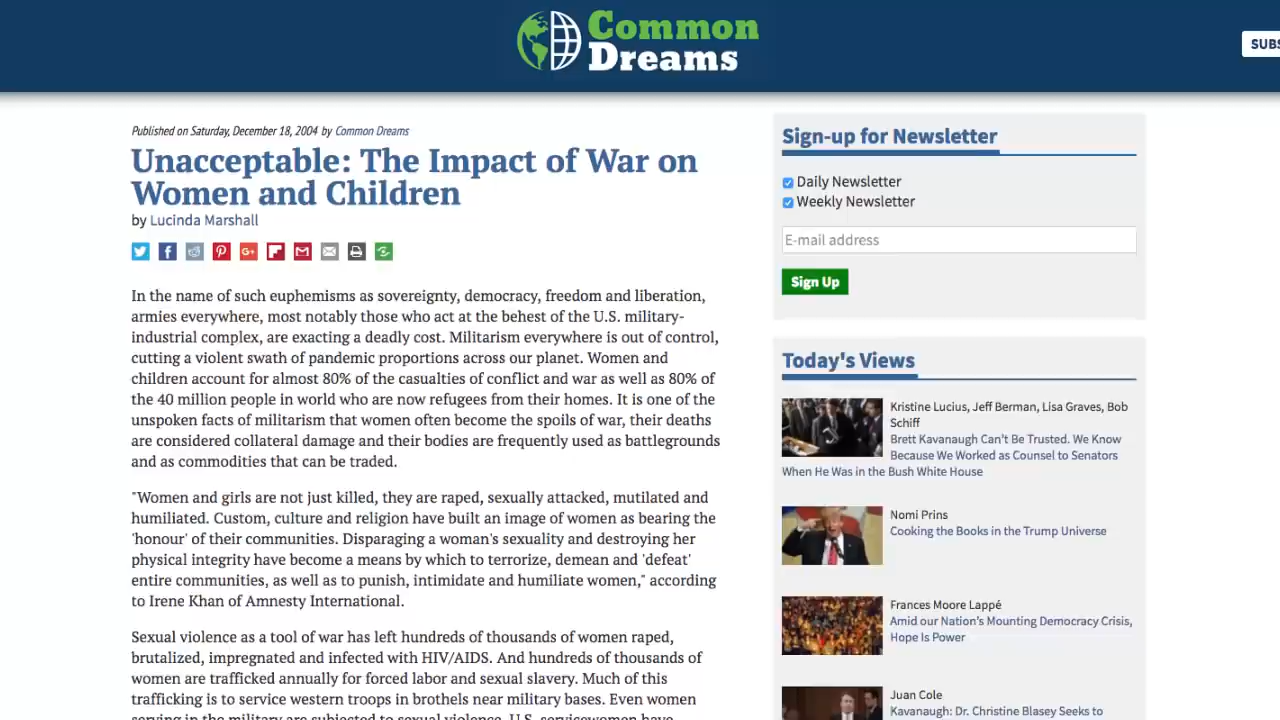 Common
Dreams
SUBS
Published on Saturday, December 18, 2004 by Common Dreams
Unacceptable: The Impact of War on
Women and Children
by Lucinda Marshall
In the name of such euphemisms as sovereignty, democracy, freedom and liberation,
armies everywhere, most notably those who act at the behest of the U.S. military-
industrial complex, are exacting a deadly cost. Militarism everywhere is out of control,
cutting a violent swath of pandemic proportions across our planet. Women and
children account for almost 80% of the casualties of conflict and war as well as 80% of
the 40 million people in world who are now refugees from their homes. It is one of the
unspoken facts of militarism that women often become the spoils of war, their deaths
are considered collateral damage and their bodies are frequently used as battlegrounds
and as commodities that can be traded.
"Women and girls are not just killed, they are raped, sexually attacked, mutilated and
humiliated. Custom, culture and religion have built an image of women as bearing the
'honour' of their communities. Disparaging a woman's sexuality and destroying her
physical integrity have become a means by which to terrorize, demean and 'defeat'
entire communities, as well as to punish, intimidate and humiliate women," according
to Irene Khan of Amnesty International.
Sexual violence as a tool of war has left hundreds of thousands of women raped,
brutalized, impregnated and infected with HIV/AIDS. And hundreds of thousands of
women are trafficked annually for forced labor and sexual slavery. Much of this
trafficking is to service western troops in brothels near military bases. Even women
serving in the military are subjected to sexual violence. U.S. servicewomen have
Sign-up for Newsletter
Daily Newsletter
Weekly Newsletter
E-mail address
Sign Up
Today's Views
Kristine Lucius, Jeff Berman, Lisa Graves, Bob
Schiff
Brett Kavanaugh Can't Be Trusted. We Know
Because We Worked as Counsel to Senators
When He Was in the Bush White House
Nomi Prins
Cooking the Books in the Trump Universe
Frances Moore Lappé
Amid our Nation's Mounting Democracy Crisis,
Hope Is Power
Juan Cole
Kavanaugh: Dr. Christine Blasey Seeks to